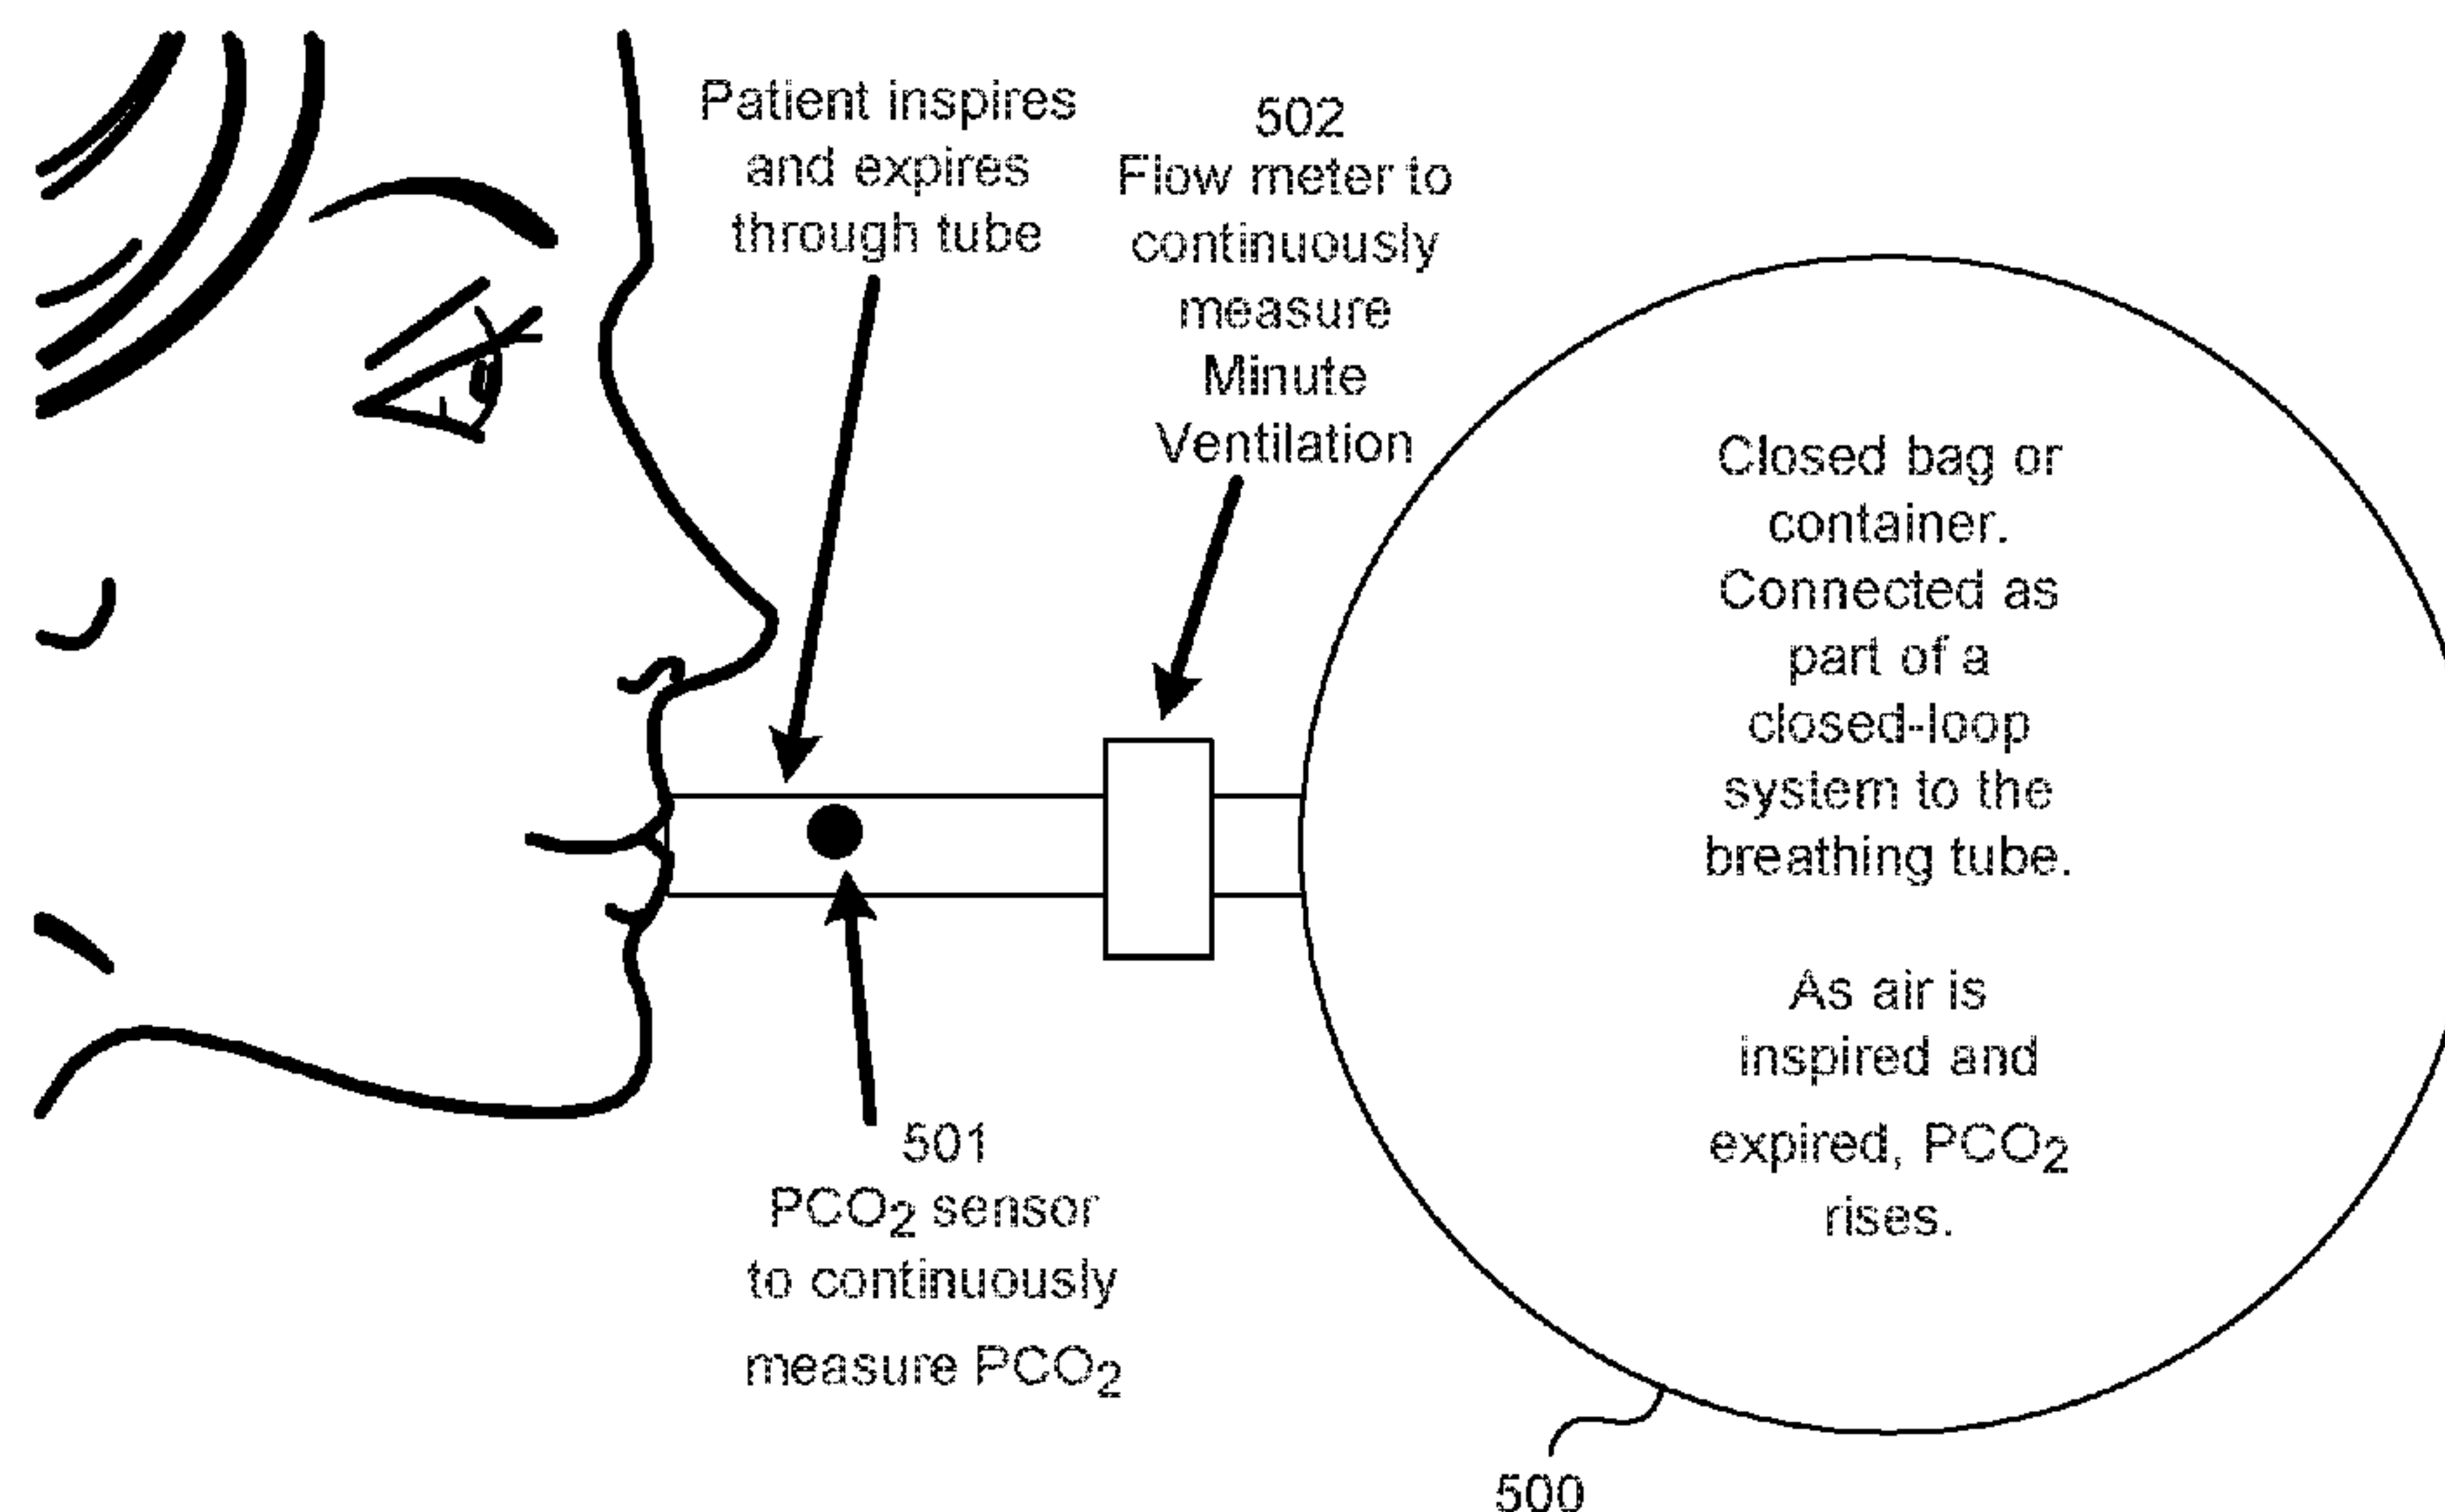 Patient inspires
and expires
through tube
502
Flow meter to
continuously
measure
Minute
Ventilation
Closed bag or
container.
Connected as
part of a
closed-loop
system to the
breathing tube.
As air is
inspired and
expired, PCO₂
rises.
501
PCO₂ sensor
to continuously
measure PCO₂
500